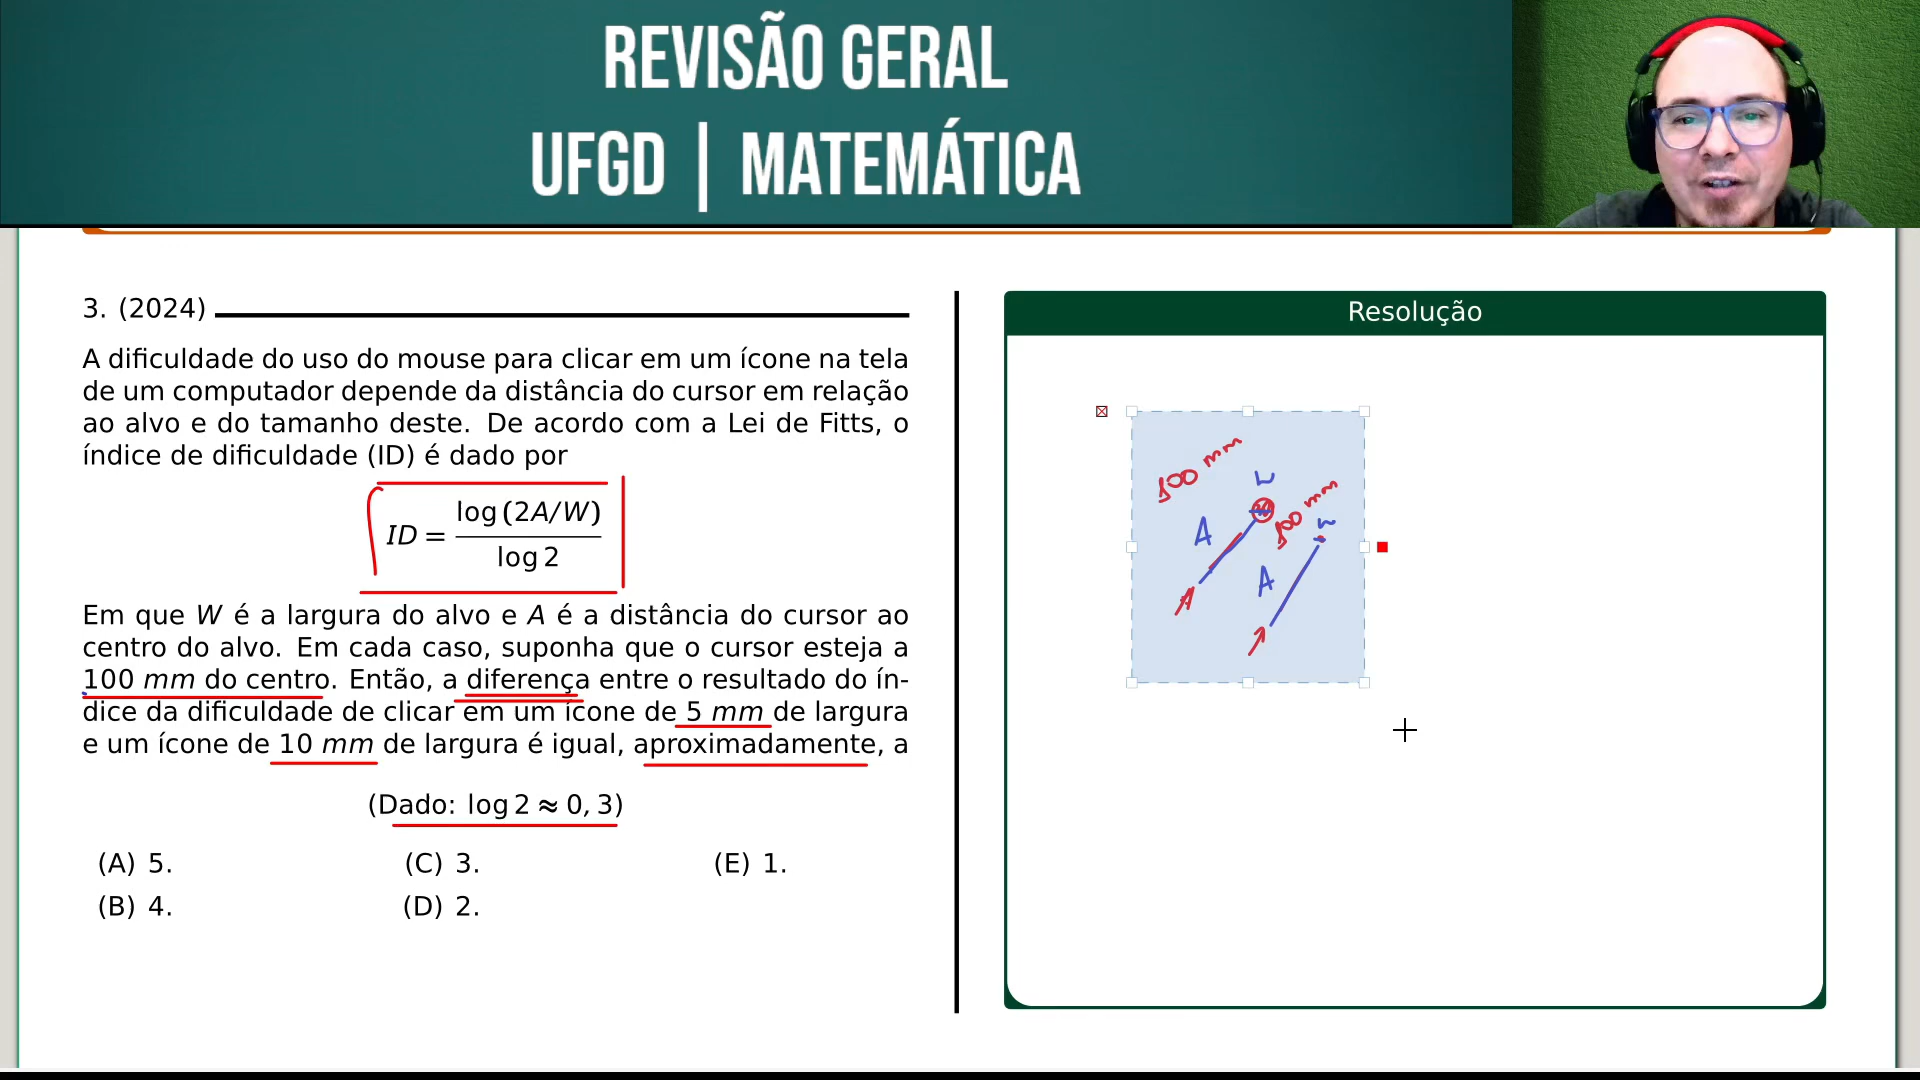 REVISÃO GERAL
UFGD | MATEMÁTICA
3. (2024)
A dificuldade do uso do mouse para clicar em um ícone na tela
de um computador depende da distância do cursor em relação
ao alvo e do tamanho deste. De acordo com a Lei de Fitts, o
índice de dificuldade (ID) é dado por
ID = log(2A/W) / log 2
Em que W é a largura do alvo e A é a distância do cursor ao
centro do alvo. Em cada caso, suponha que o cursor esteja a
100 mm do centro. Então, a diferença entre o resultado do ín-
dice da dificuldade de clicar em um ícone de 5 mm de largura
e um ícone de 10 mm de largura é igual, aproximadamente, a
(Dado: log 2 ≈ 0, 3)
(A) 5.
(B) 4.
(C) 3.
(D) 2.
(E) 1.
Resolução
100 mm
W
A
100 mm
W
A